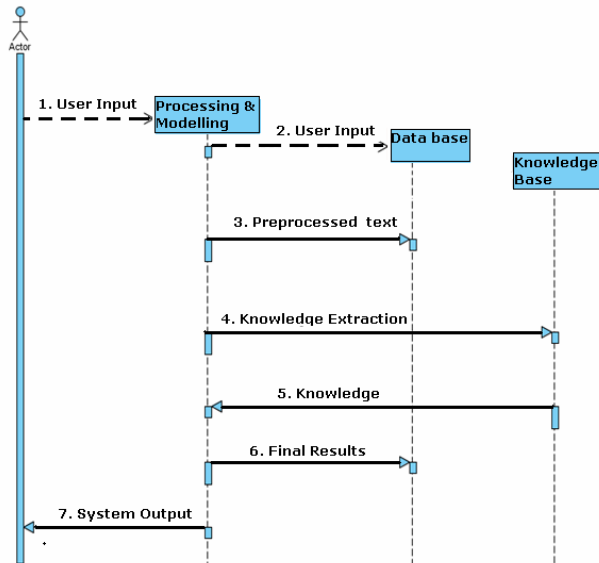 Actor
1. User Input
Processing &
Modelling
2. User Input
Data base
Knowledge
Base
3. Preprocessed text
4. Knowledge Extraction
5. Knowledge
6. Final Results
7. System Output